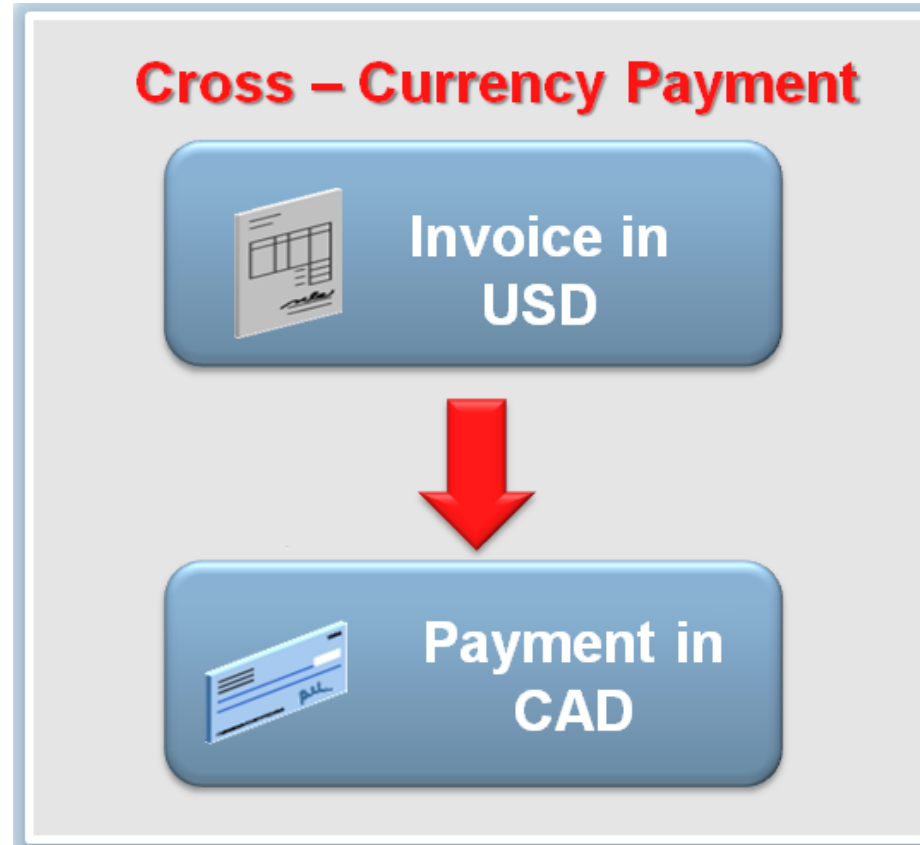 Cross – Currency Payment
Invoice in
USD
Payment in
CAD